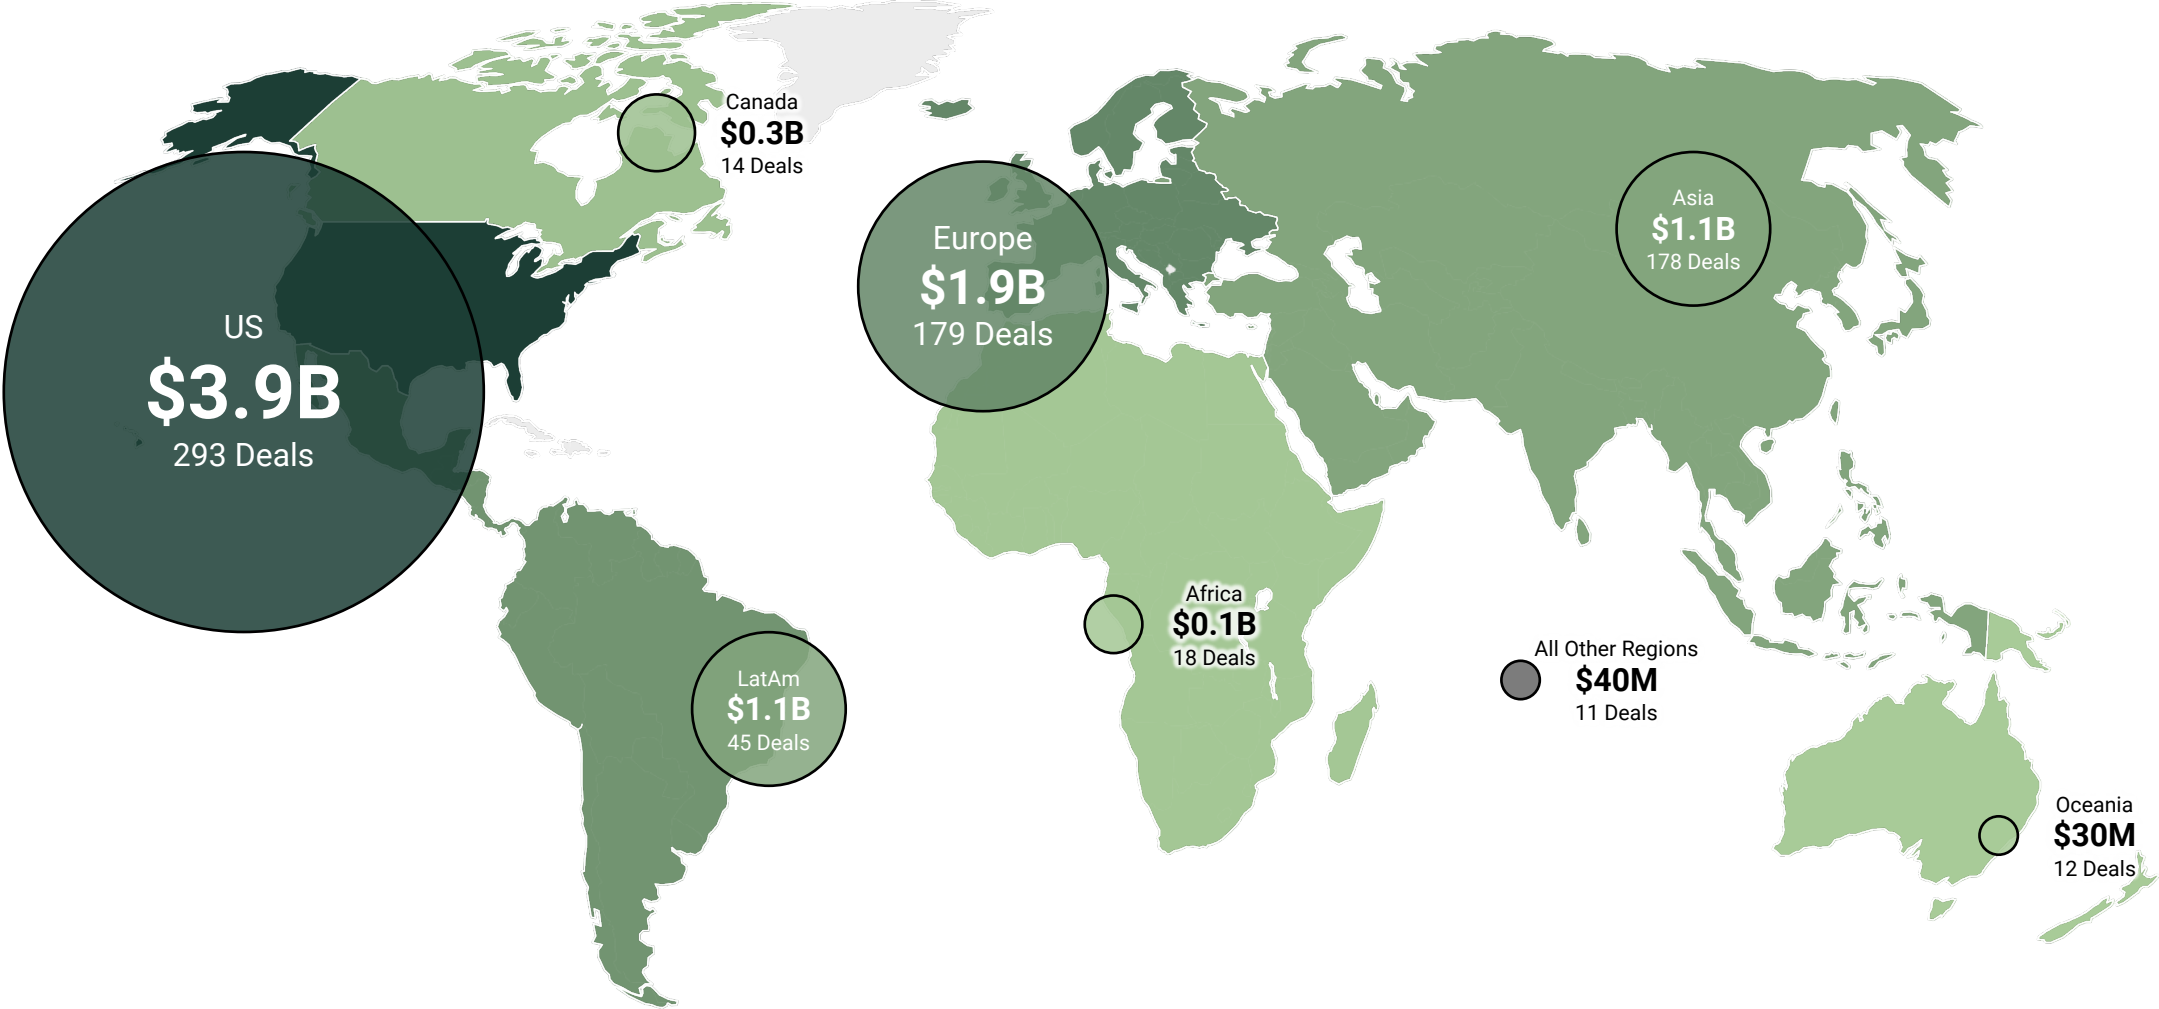 Canada
$0.3B
14 Deals
US
$3.9B
293 Deals
Europe
$1.9B
179 Deals
Asia
$1.1B
178 Deals
LatAm
$1.1B
45 Deals
Africa
$0.1B
18 Deals
All Other Regions
$40M
11 Deals
Oceania
$30M
12 Deals